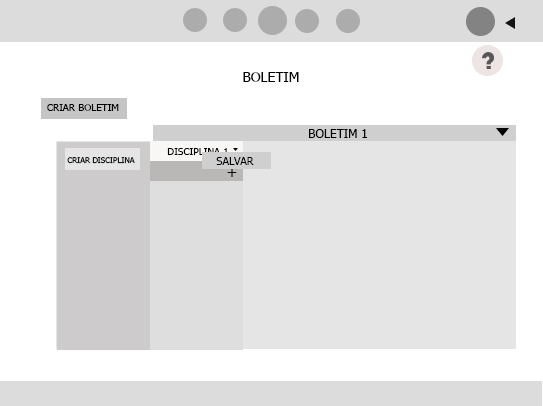 ?
BOLETIM
CRIAR BOLETIM
BOLETIM 1
CRIAR DISCIPLINA
DISCIPLINA 1
SALVAR
+